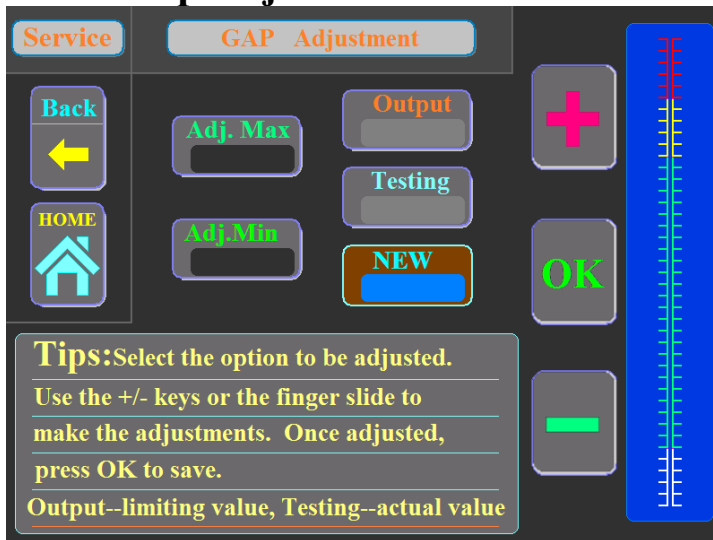 Service
GAP Adjustment
Back
Adj. Max
Output
Testing
HOME
Adj.Min
NEW
OK
Tips:Select the option to be adjusted.
Use the +/- keys or the finger slide to
make the adjustments. Once adjusted,
press OK to save.
Output--limiting value, Testing--actual value